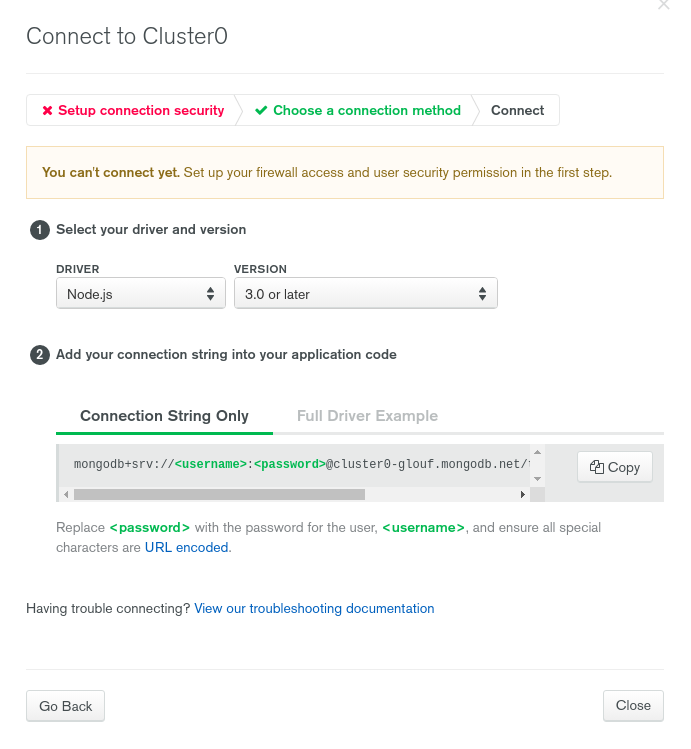 Connect to Cluster0
Setup connection security
Choose a connection method
Connect
You can't connect yet. Set up your firewall access and user security permission in the first step.
1 Select your driver and version
DRIVER VERSION
Node.js 3.0 or later
2 Add your connection string into your application code
Connection String Only Full Driver Example
mongodb+srv://<username>:<password>@cluster0-glouf.mongodb.net/
Copy
Replace <password> with the password for the user, <username>, and ensure all special
characters are URL encoded.
Having trouble connecting? View our troubleshooting documentation
Go Back Close